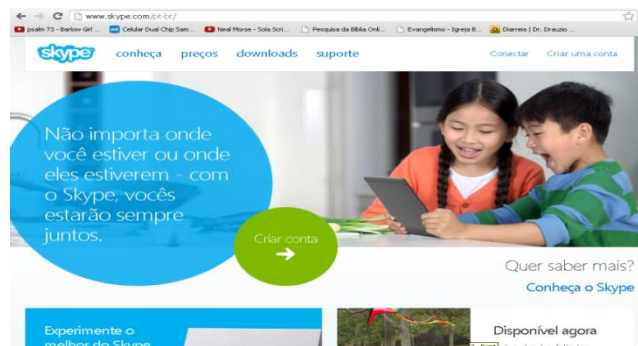 www.skype.com/pt-br/
psalm 73 - Barlow Girl ... Celular Dual Chip Sam... Neal Morse - Sola Scri... Pesquisa da Bíblia Onli... Evangelismo - Igreja B... Diarreia | Dr. Drauzio ...
skype conheça preços downloads suporte Conectar Criar uma conta
Não importa onde
você estiver ou onde
eles estiverem - com
o Skype, vocês
estarão sempre
juntos.
Criar conta
Quer saber mais?
Conheça o Skype
Experimente o
melhor do Skype
Disponível agora